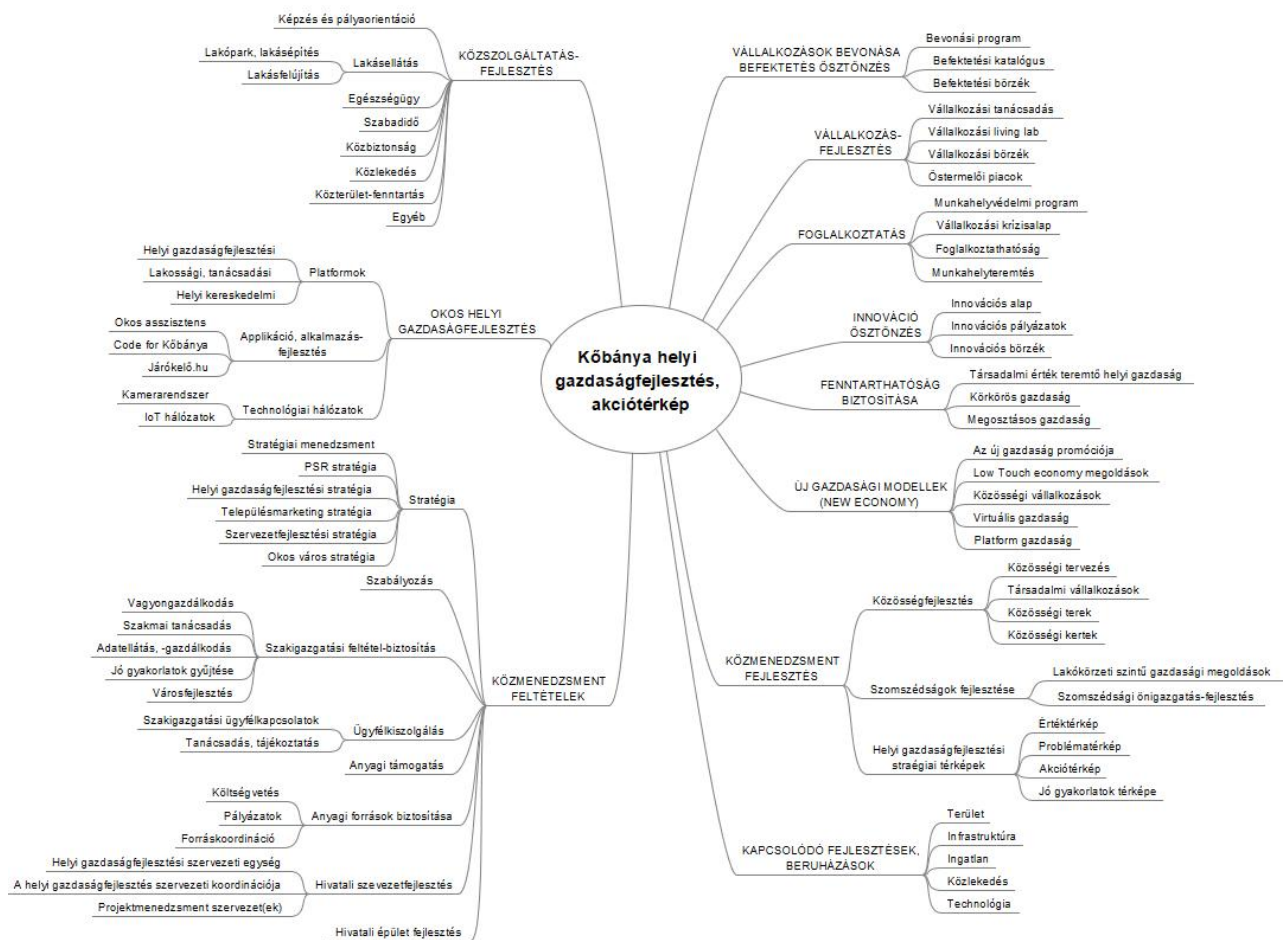 Kőbánya helyi
gazdaságfejlesztés,
akciótérkép
KÖZSZOLGÁLTATÁS-
FEJLESZTÉS
Képzés és pályaorientáció
Lakásellátás
Lakópark, lakásépítés
Lakásfelújítás
Egészségügy
Szabadidő
Közbiztonság
Közlekedés
Közterület-fenntartás
Egyéb
OKOS HELYI
GAZDASÁGFEJLESZTÉS
Platformok
Helyi gazdaságfejlesztési
Lakossági, tanácsadási
Helyi kereskedelmi
Applikáció, alkalmazás-
fejlesztés
Okos asszisztens
Code for Kőbánya
Járókelő.hu
Technológiai hálózatok
Kamerarendszer
IoT hálózatok
KÖZMENEDZSMENT
FELTÉTELEK
Stratégia
Stratégiai menedzsment
PSR stratégia
Helyi gazdaságfejlesztési stratégia
Településmarketing stratégia
Szervezetfejlesztési stratégia
Okos város stratégia
Szabályozás
Szakigazgatási feltétel-biztosítás
Vagyongazdálkodás
Szakmai tanácsadás
Adatellátás, -gazdálkodás
Jó gyakorlatok gyűjtése
Városfejlesztés
Ügyfélkiszolgálás
Szakigazgatási ügyfélkapcsolatok
Tanácsadás, tájékoztatás
Anyagi támogatás
Anyagi források biztosítása
Költségvetés
Pályázatok
Forráskoordináció
Hivatali szevezetfejlesztés
Helyi gazdaságfejlesztési szervezeti egység
A helyi gazdaságfejlesztés szervezeti koordinációja
Projektmenedzsment szervezet(ek)
Hivatali épület fejlesztés
VÁLLALKOZÁSOK BEVONÁSA
BEFEKTETÉS ÖSZTÖNZÉS
Bevonási program
Befektetési katalógus
Befektetési börzék
VÁLLALKOZÁS-
FEJLESZTÉS
Vállalkozási tanácsadás
Vállalkozási living lab
Vállalkozási börzék
Őstermelői piacok
FOGLALKOZTATÁS
Munkahelyvédelmi program
Vállalkozási krízisalap
Foglalkoztathatóság
Munkahelyteremtés
INNOVÁCIÓ
ÖSZTÖNZÉS
Innovációs alap
Innovációs pályázatok
Innovációs börzék
FENNTARTHATÓSÁG
BIZTOSÍTÁSA
Társadalmi érték teremtő helyi gazdaság
Körkörös gazdaság
Megosztásos gazdaság
ÚJ GAZDASÁGI MODELLEK
(NEW ECONOMY)
Az új gazdaság promóciója
Low Touch economy megoldások
Közösségi vállalkozások
Virtuális gazdaság
Platform gazdaság
KÖZMENEDZSMENT
FEJLESZTÉS
Közösségfejlesztés
Közösségi tervezés
Társadalmi vállalkozások
Közösségi terek
Közösségi kertek
Szomszédságok fejlesztése
Lakókörzeti szintű gazdasági megoldások
Szomszédsági önigazgatás-fejlesztés
Helyi gazdaságfejlesztési
straégiai térképek
Értéktérkép
Problématérkép
Akciótérkép
Jó gyakorlatok térképe
KAPCSOLÓDÓ FEJLESZTÉSEK,
BERUHÁZÁSOK
Terület
Infrastruktúra
Ingatlan
Közlekedés
Technológia